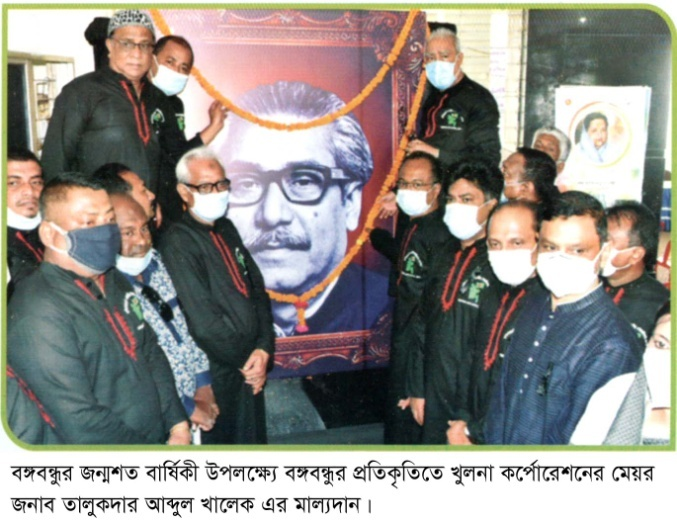 বঙ্গবন্ধুর জন্মশত বার্ষিকী উপলক্ষ্যে বঙ্গবন্ধুর প্রতিকৃতিতে খুলনা কর্পোরেশনের মেয়র
জনাব তালুকদার আব্দুল খালেক এর মাল্যদান।